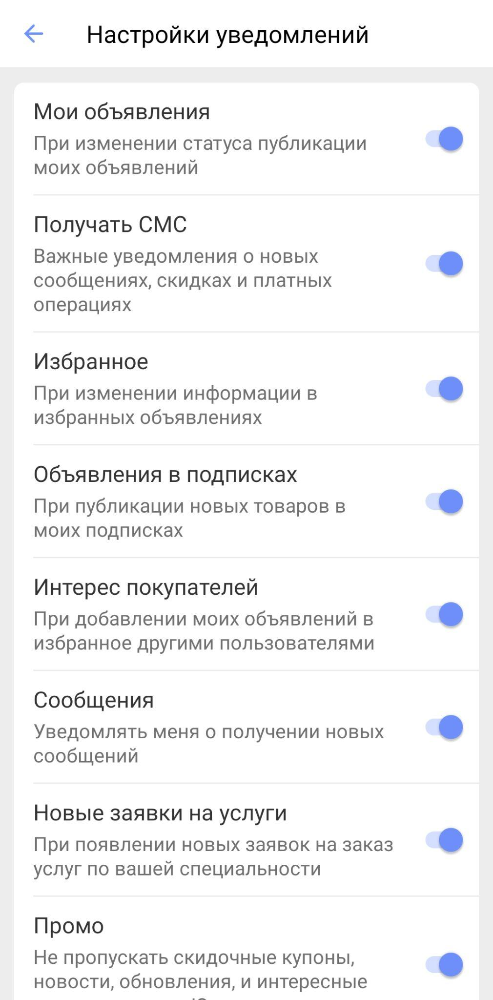 Настройки уведомлений
Мои объявления
При изменении статуса публикации
моих объявлений
Получать СМС
Важные уведомления о новых
сообщениях, скидках и платных
операциях
Избранное
При изменении информации в
избранных объявлениях
Объявления в подписках
При публикации новых товаров в
моих подписках
Интерес покупателей
При добавлении моих объявлений в
избранное другими пользователями
Сообщения
Уведомлять меня о получении новых
сообщений
Новые заявки на услуги
При появлении новых заявок на заказ
услуг по вашей специальности
Промо
Не пропускать скидочные купоны,
новости, обновления, и интересные